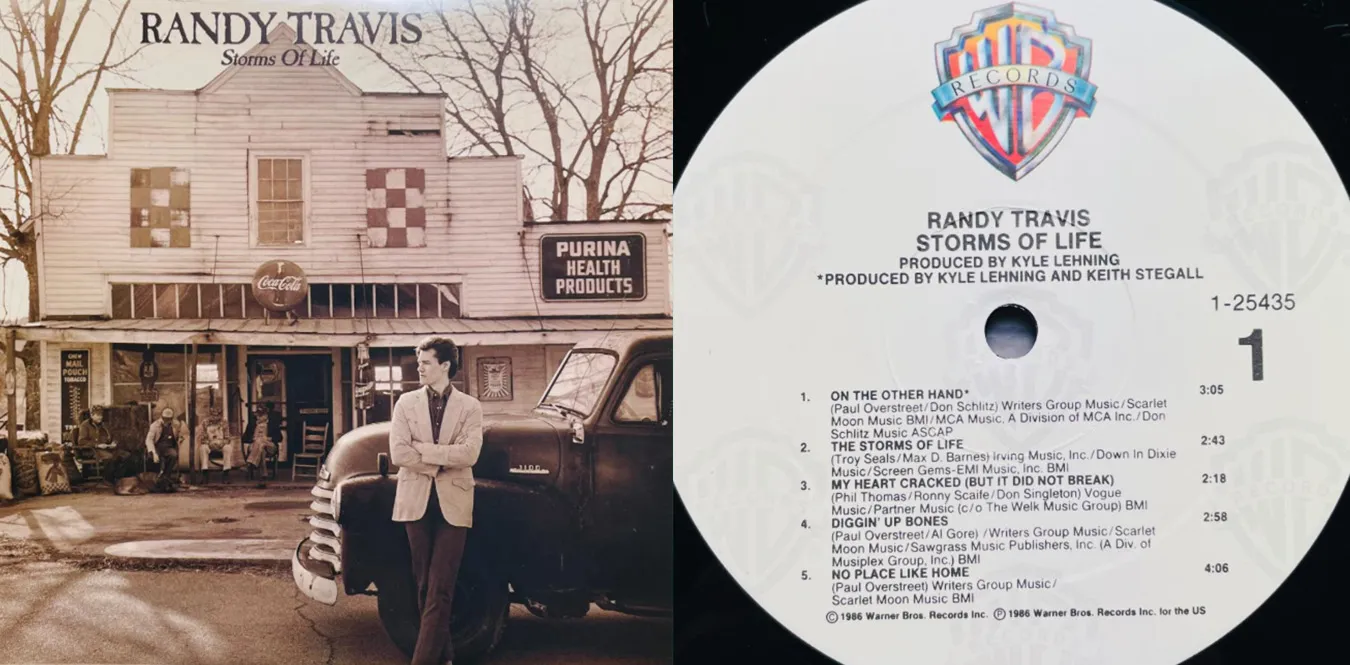 RANDY TRAVIS
Storms Of Life
PURINA
HEALTH
PRODUCTS
Coca-Cola
CHEW
MAIL
POUCH
TOBACCO
WB
RECORDS
RANDY TRAVIS
STORMS OF LIFE
PRODUCED BY KYLE LEHNING
*PRODUCED BY KYLE LEHNING AND KEITH STEGALL
1-25435
1
1. ON THE OTHER HAND* 3:05
(Paul Overstreet/Don Schlitz) Writers Group Music/Scarlet
Moon Music BMI/MCA Music, A Division of MCA Inc./Don
Schlitz Music ASCAP
2. THE STORMS OF LIFE 2:43
(Troy Seals/Max D. Barnes) Irving Music, Inc./Down In Dixie
Music/Screen Gems-EMI Music, Inc. BMI
3. MY HEART CRACKED (BUT IT DID NOT BREAK) 2:18
(Phil Thomas/Ronny Scaife/Don Singleton) Vogue
Music/Partner Music (c/o The Welk Music Group) BMI
4. DIGGIN' UP BONES 2:58
(Paul Overstreet/Al Gore) /Writers Group Music/Scarlet
Moon Music/Sawgrass Music Publishers, Inc. (A Div. of
Musiplex Group, Inc.) BMI
5. NO PLACE LIKE HOME 4:06
(Paul Overstreet) Writers Group Music/
Scarlet Moon Music BMI
© 1986 Warner Bros. Records Inc. ℗ 1986 Warner Bros. Records Inc. for the US